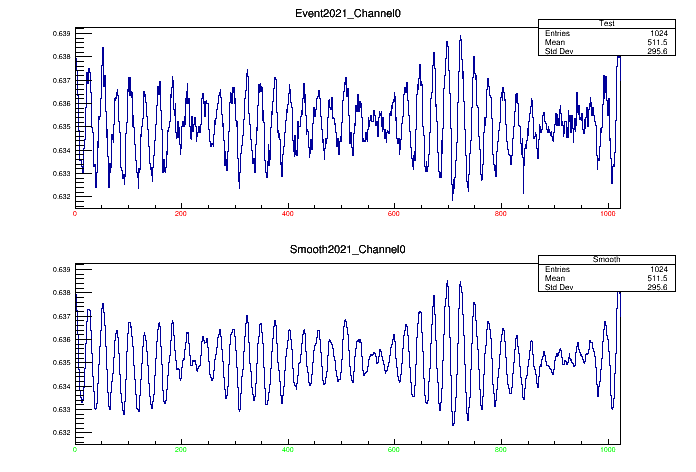 Event2021_Channel0
Test
Entries 1024
Mean 511.5
Std Dev 295.6
0.639
0.638
0.637
0.636
0.635
0.634
0.633
0.632
0 200 400 600 800 1000
Smooth2021_Channel0
Smooth
Entries 1024
Mean 511.5
Std Dev 295.6
0.639
0.638
0.637
0.636
0.635
0.634
0.633
0.632
0 200 400 600 800 1000